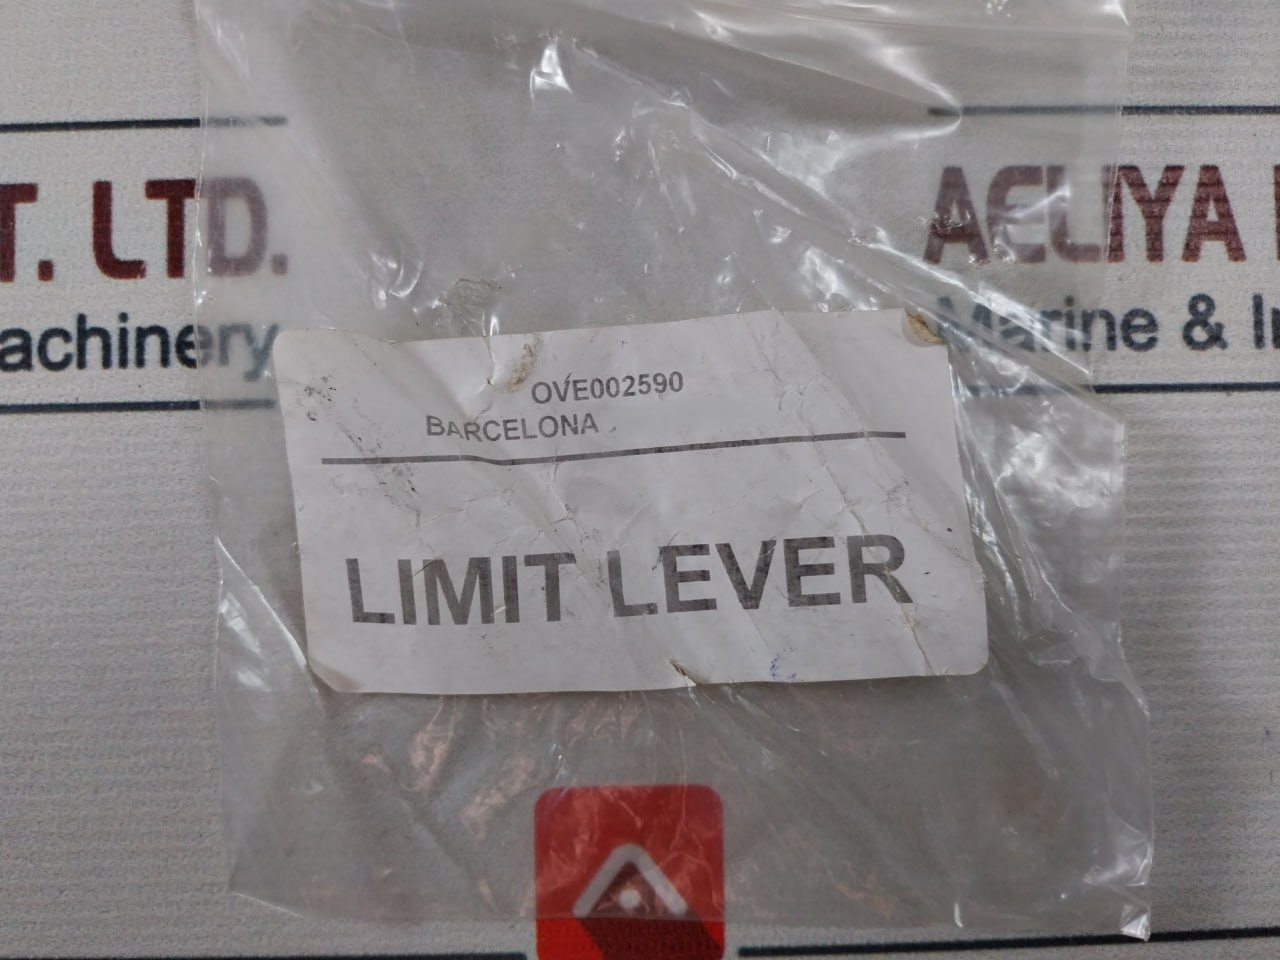 T. LTD.
achinery
AELIYA
Marine &
OVE002590
BARCELONA
LIMIT LEVER